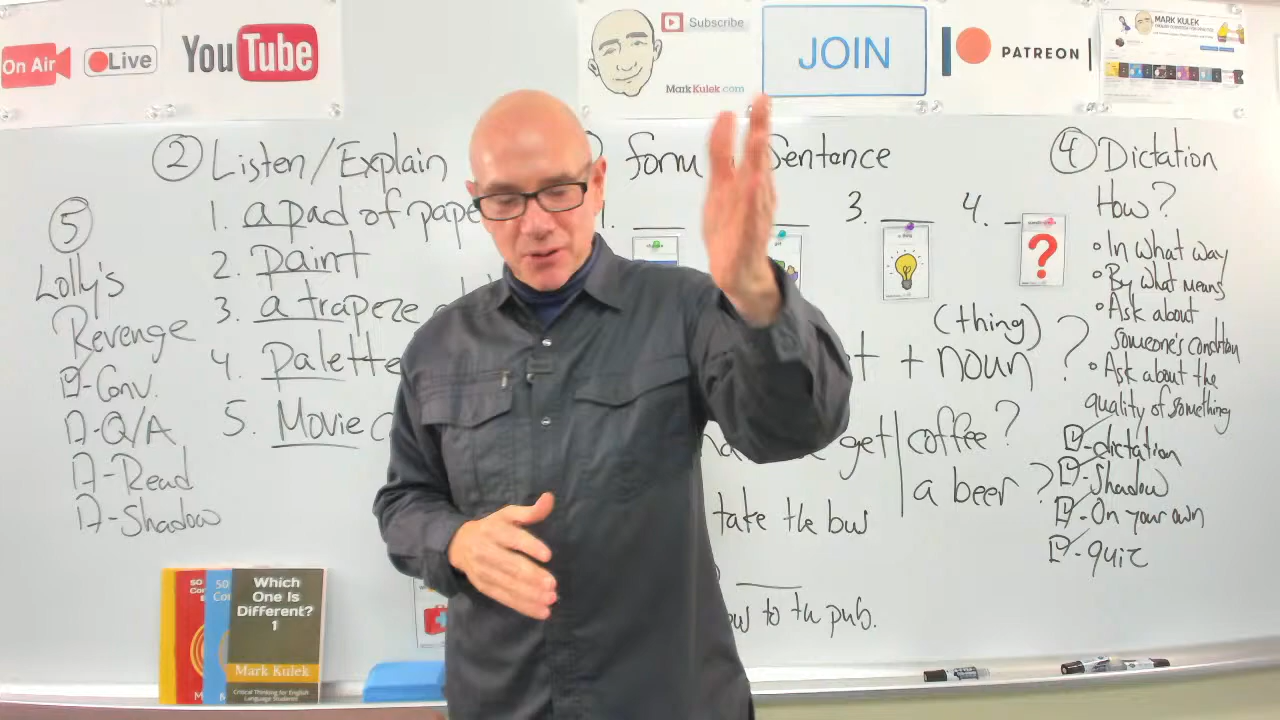 On Air
Live
YouTube
Subscribe
MarkKulek.com
JOIN
PATREON
MARK KULEK
② Listen/Explain
1. a pad of pape
2. paint
3. a trapeze
4. palette
5. Movie
form
Sentence
1.
3.
4.
?
(thing)
t + noun ?
get
coffee?
a beer?
take the bus
to the pub.
④ Dictation
How?
• In what way
• By what means
• Ask about
someone's condition
• Ask about the
quality of something
-dictation
-Shadow
-On your own
-quiz
⑤
Lolly's
Revenge
-Conv.
-Q/A
-Read
-Shadow
50
50
Which
One Is
Different?
1
Mark Kulek
Critical Thinking for English
Language Students